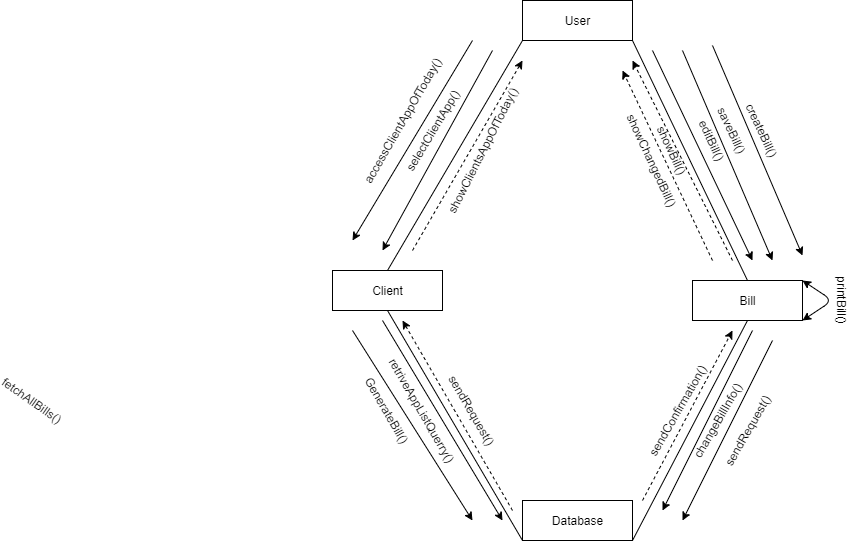 User
accessClientAppOfToday()
selectClientApp()
showClientsAppOfToday()
showChangedBill()
showBill()
editBill()
saveBill()
createBill()
Client
Bill
printBill()
fetchAllBills()
GenerateBill()
retriveAppListQuerry()
sendRequest()
sendConfirmation()
changeBillInfo()
sendRequest()
Database